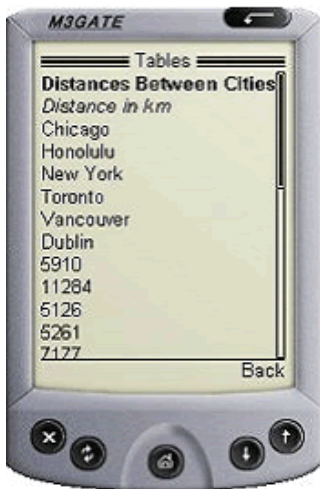 M3GATE
Tables
Distances Between Cities
Distance in km
Chicago
Honolulu
New York
Toronto
Vancouver
Dublin
5910
11284
5126
5261
7177
Back